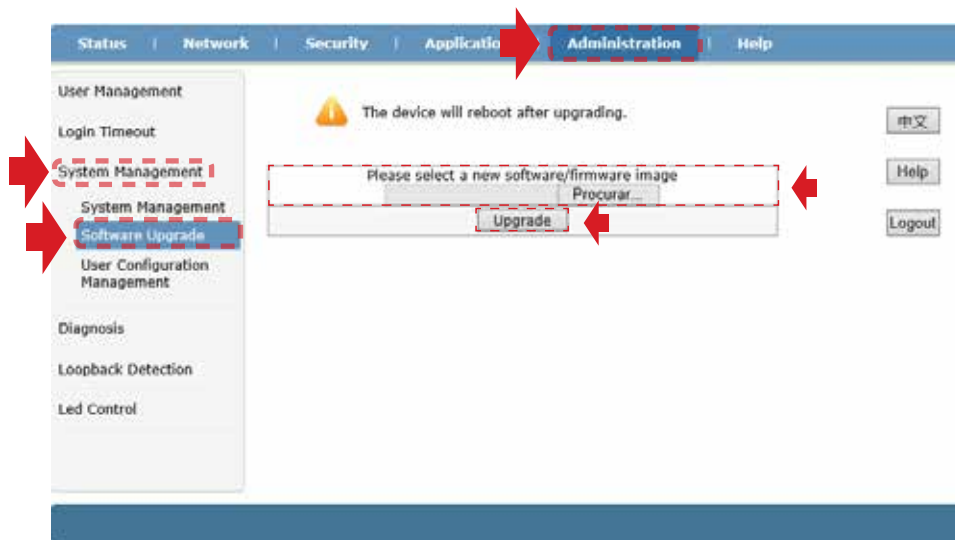 Status | Network | Security | Applicatio Administration | Help
User Management
Login Timeout
System Management
System Management
Software Upgrade
User Configuration
Management
Diagnosis
Loopback Detection
Led Control
The device will reboot after upgrading.
Please select a new software/firmware image
Procurar...
Upgrade
中文
Help
Logout